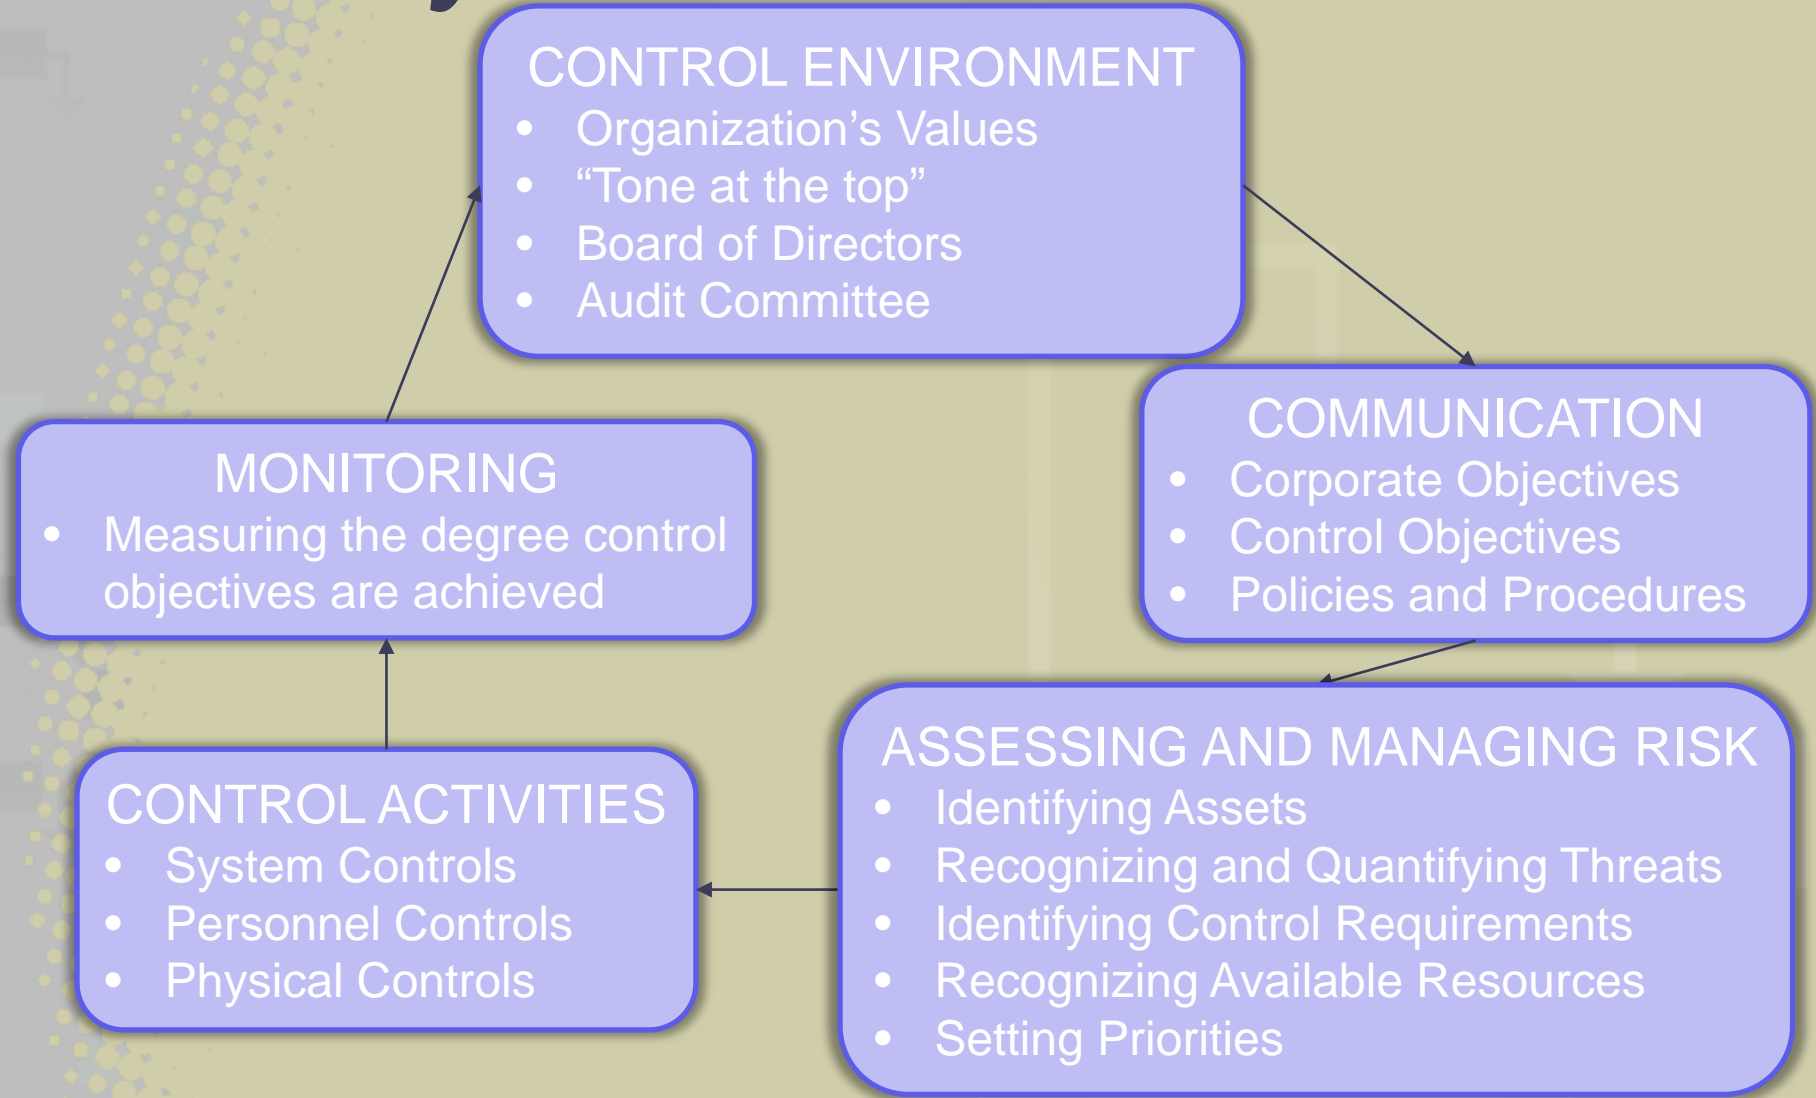 CONTROL ENVIRONMENT
• Organization’s Values
• “Tone at the top”
• Board of Directors
• Audit Committee
COMMUNICATION
• Corporate Objectives
• Control Objectives
• Policies and Procedures
ASSESSING AND MANAGING RISK
• Identifying Assets
• Recognizing and Quantifying Threats
• Identifying Control Requirements
• Recognizing Available Resources
• Setting Priorities
CONTROL ACTIVITIES
• System Controls
• Personnel Controls
• Physical Controls
MONITORING
• Measuring the degree control
objectives are achieved